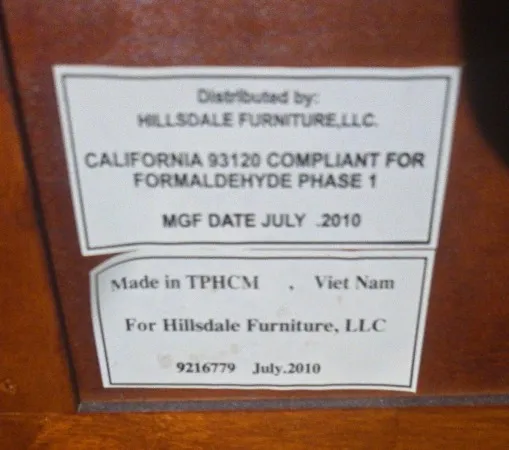 Distributed by:
HILLSDALE FURNITURE,LLC.
CALIFORNIA 93120 COMPLIANT FOR
FORMALDEHYDE PHASE 1
MGF DATE JULY .2010
Made in TPHCM , Viet Nam
For Hillsdale Furniture, LLC
9216779 July.2010